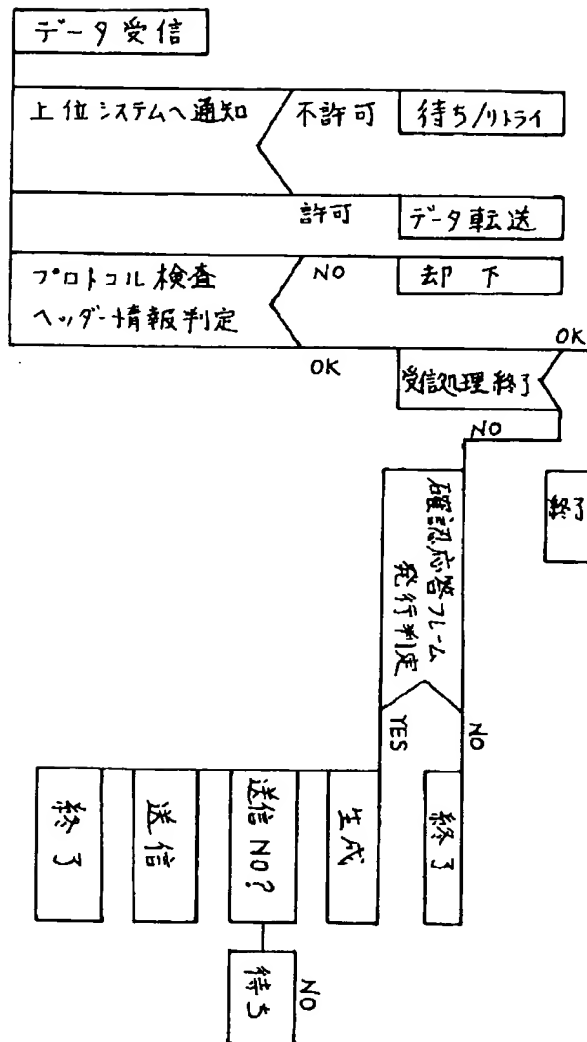 データ受信
上位システムへ通知
不許可
待ち/リトライ
許可
データ転送
プロトコル検査
ヘッダー情報判定
NO
却下
OK
OK
受信処理終了
NO
終了
確認応答フレーム
発行判定
YES
NO
終了
生成
送信NO?
送信
終了
待ち
NO